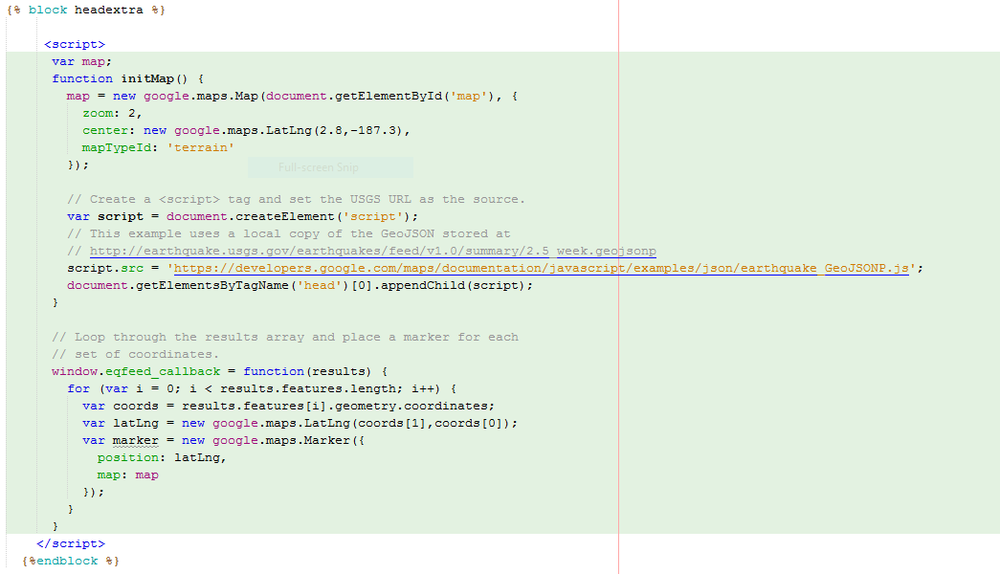 {% block headextra %}
<script>
var map;
function initMap() {
map = new google.maps.Map(document.getElementById('map'), {
zoom: 2,
center: new google.maps.LatLng(2.8,-187.3),
mapTypeId: 'terrain'
});
Full-screen Snip
// Create a <script> tag and set the USGS URL as the source.
var script = document.createElement('script');
// This example uses a local copy of the GeoJSON stored at
// http://earthquake.usgs.gov/earthquakes/feed/v1.0/summary/2.5_week.geojsonp
script.src = 'https://developers.google.com/maps/documentation/javascript/examples/json/earthquake_GeoJSONP.js';
document.getElementsByTagName('head')[0].appendChild(script);
}
// Loop through the results array and place a marker for each
// set of coordinates.
window.eqfeed_callback = function(results) {
for (var i = 0; i < results.features.length; i++) {
var coords = results.features[i].geometry.coordinates;
var latLng = new google.maps.LatLng(coords[1],coords[0]);
var marker = new google.maps.Marker({
position: latLng,
map: map
});
}
}
</script>
{%endblock %}